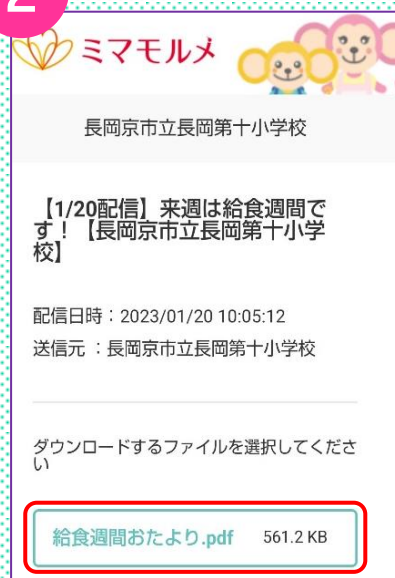 2
ミマモルメ
長岡京市立長岡第十小学校
【1/20配信】来週は給食週間で
す！【長岡京市立長岡第十小学
校】
配信日時：2023/01/20 10:05:12
送信元 ：長岡京市立長岡第十小学校
ダウンロードするファイルを選択してくださ
い
給食週間おたより.pdf 561.2 KB